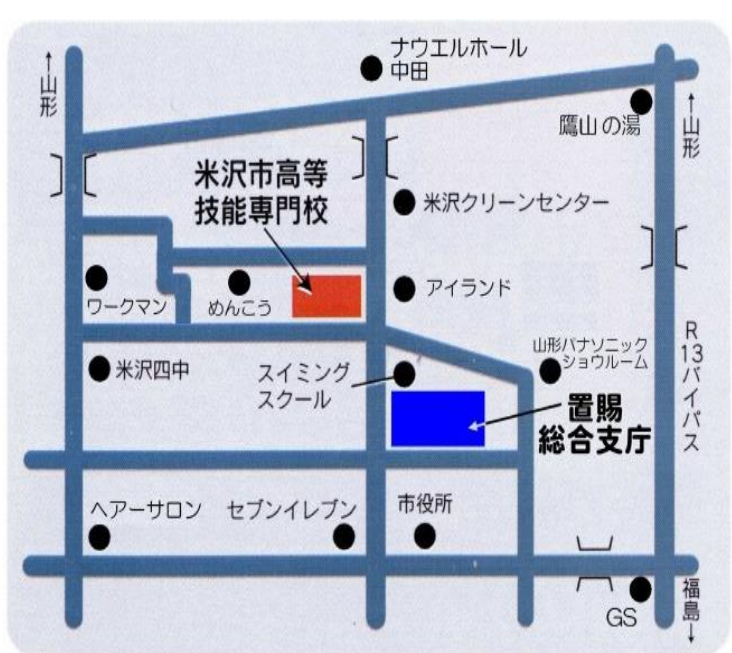 ナウエルホール
中田
↑山形
鷹山の湯
↑山形
米沢市高等
技能専門校
米沢クリーンセンター
ワークマン
めんこう
アイランド
R13バイパス
山形パナソニック
ショウルーム
米沢四中
スイミング
スクール
置賜
総合支庁
ヘアーサロン
セブンイレブン
市役所
福島↓
GS